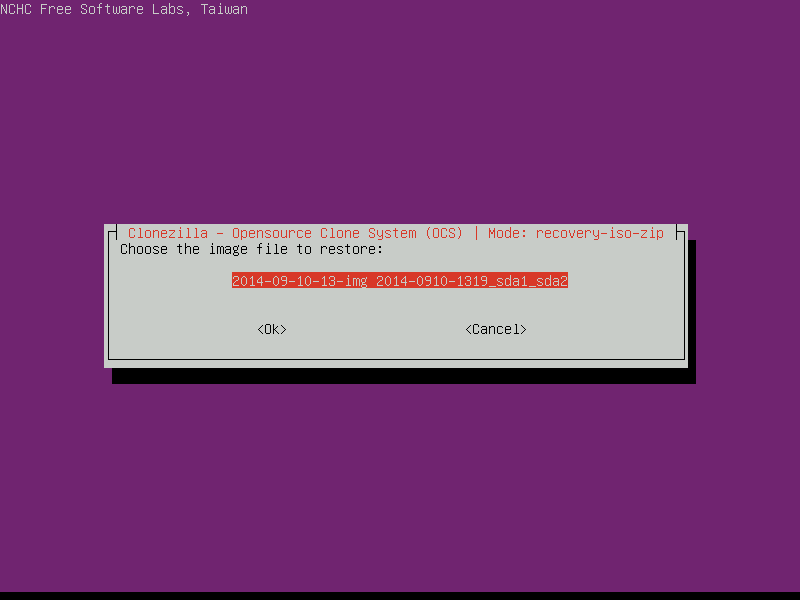 NCHC Free Software Labs, Taiwan
Clonezilla - Opensource Clone System (OCS) | Mode: recovery-iso-zip
Choose the image file to restore:
2014-09-10-13-img 2014-0910-1319_sda1_sda2
<Ok> <Cancel>